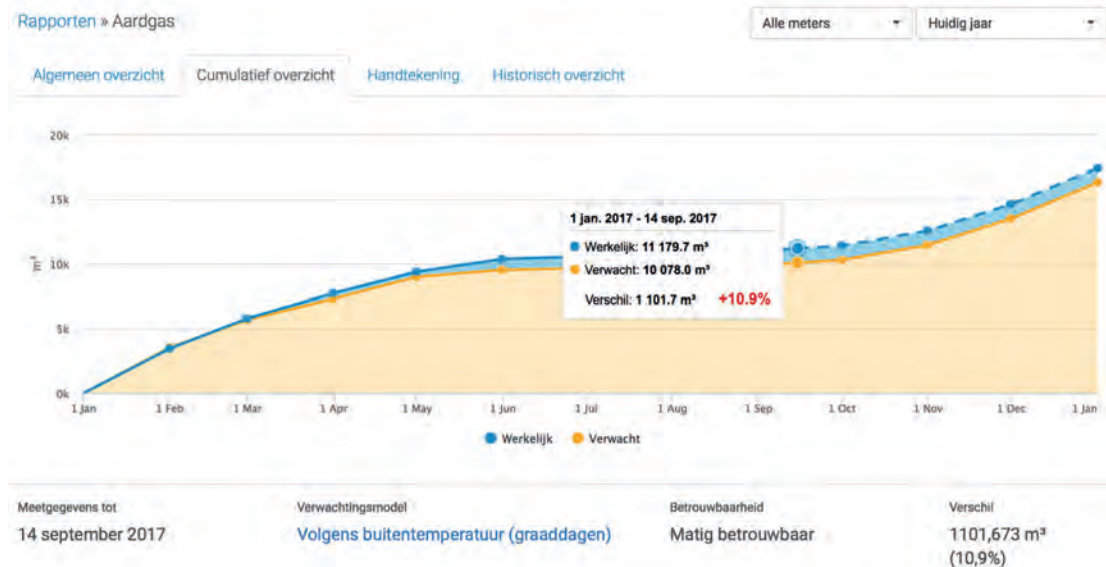 Rapporten » Aardgas
Alle meters
Huidig jaar
Algemeen overzicht
Cumulatief overzicht
Handtekening
Historisch overzicht
20k
15k
10k
5k
0k
m³
1 jan. 2017 - 14 sep. 2017
Werkelijk: 11 179.7 m³
Verwacht: 10 078.0 m³
Verschil: 1 101.7 m³ +10.9%
1 Jan
1 Feb
1 Mar
1 Apr
1 May
1 Jun
1 Jul
1 Aug
1 Sep
1 Oct
1 Nov
1 Dec
1 Jan
Werkelijk
Verwacht
Meetgegevens tot
14 september 2017
Verwachtingsmodel
Volgens buitentemperatuur (graaddagen)
Betrouwbaarheid
Matig betrouwbaar
Verschil
1101,673 m³
(10,9%)